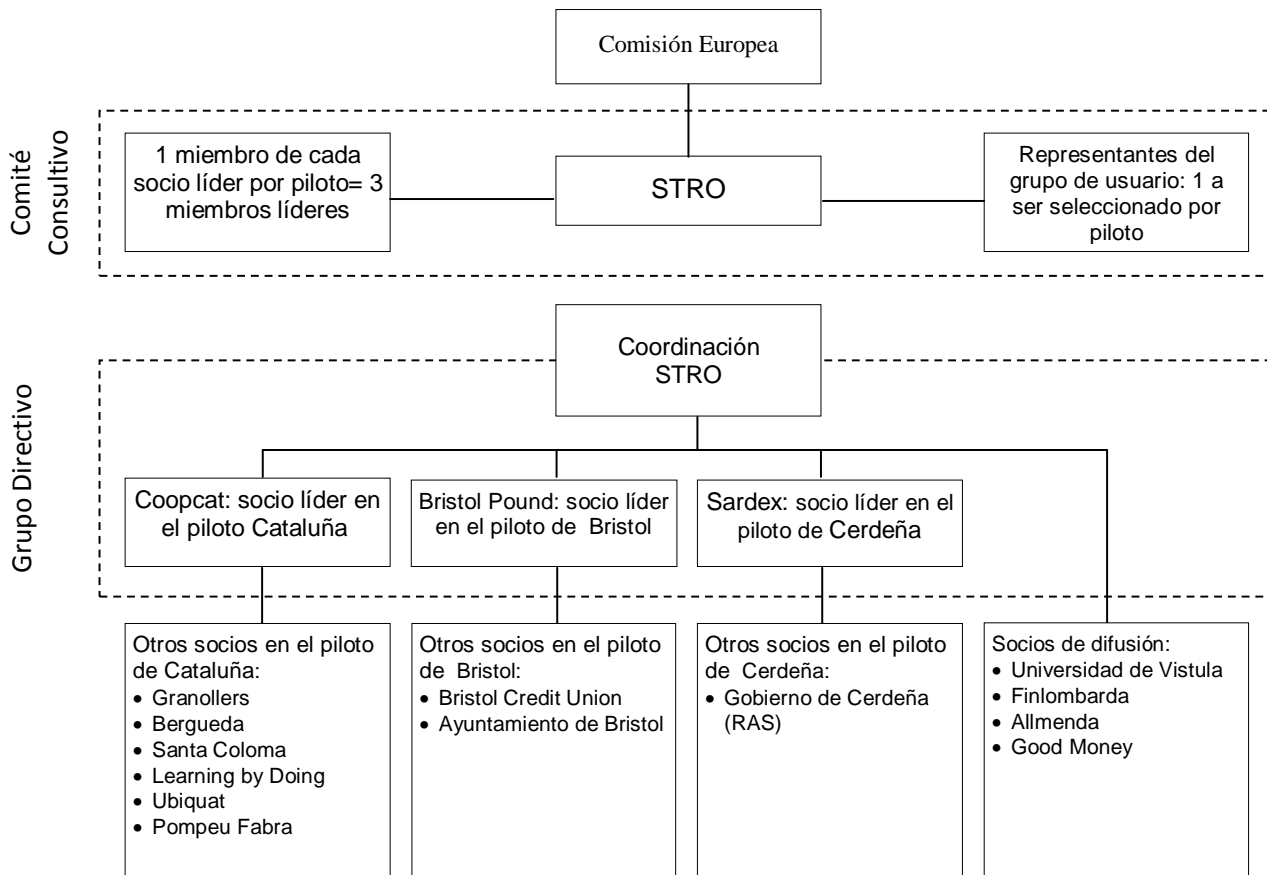 Comisión Europea
Comité
Consultivo
1 miembro de cada
socio líder por piloto= 3
miembros líderes
STRO
Representantes del
grupo de usuario: 1 a
ser seleccionado por
piloto
Grupo Directivo
Coordinación
STRO
Coopcat: socio líder en
el piloto Cataluña
Bristol Pound: socio líder
en el piloto de Bristol
Sardex: socio líder en el
piloto de Cerdeña
Otros socios en el piloto
de Cataluña:
• Granollers
• Bergueda
• Santa Coloma
• Learning by Doing
• Ubiquat
• Pompeu Fabra
Otros socios en el piloto
de Bristol:
• Bristol Credit Union
• Ayuntamiento de Bristol
Otros socios en el piloto
de Cerdeña:
• Gobierno de Cerdeña
(RAS)
Socios de difusión:
• Universidad de Vistula
• Finlombarda
• Allmenda
• Good Money